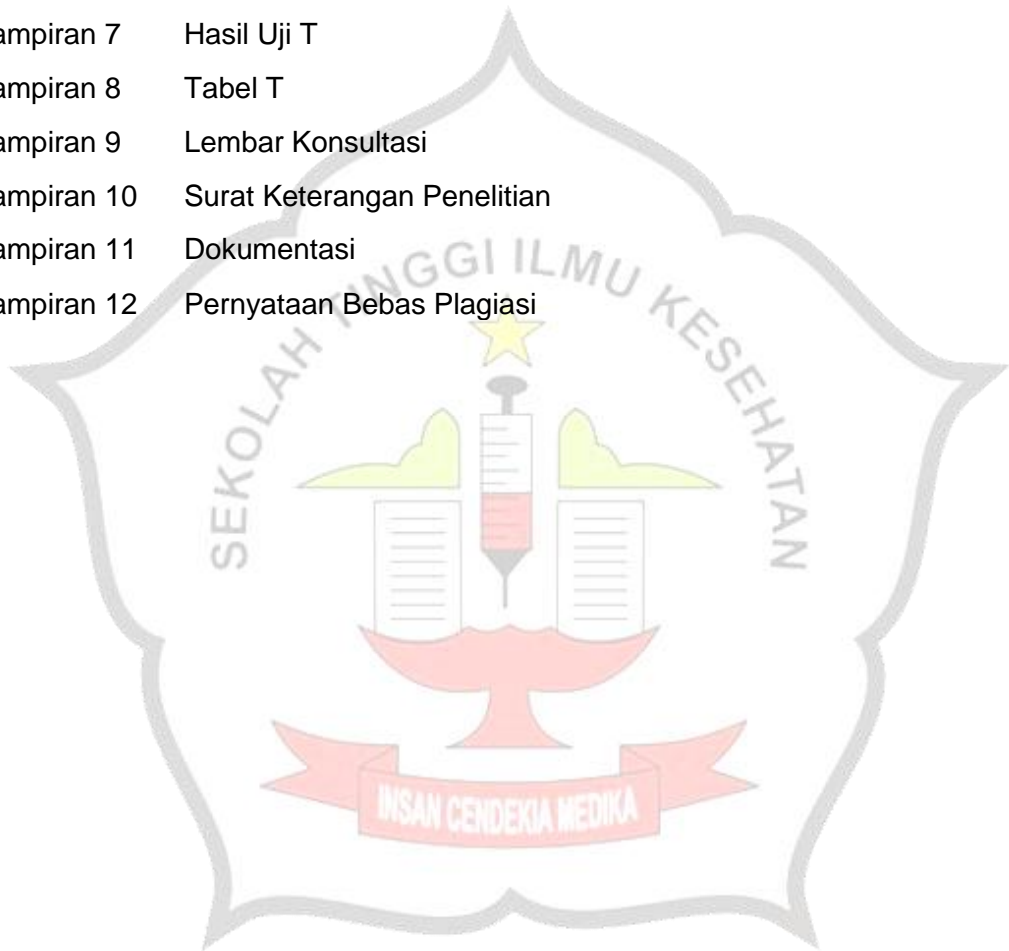 ampiran 7 Hasil Uji T
ampiran 8 Tabel T
ampiran 9 Lembar Konsultasi
ampiran 10 Surat Keterangan Penelitian
ampiran 11 Dokumentasi
ampiran 12 Pernyataan Bebas Plagiasi
SEKOLAH TINGGI ILMU KESEHATAN
INSAN CENDEKIA MEDIKA